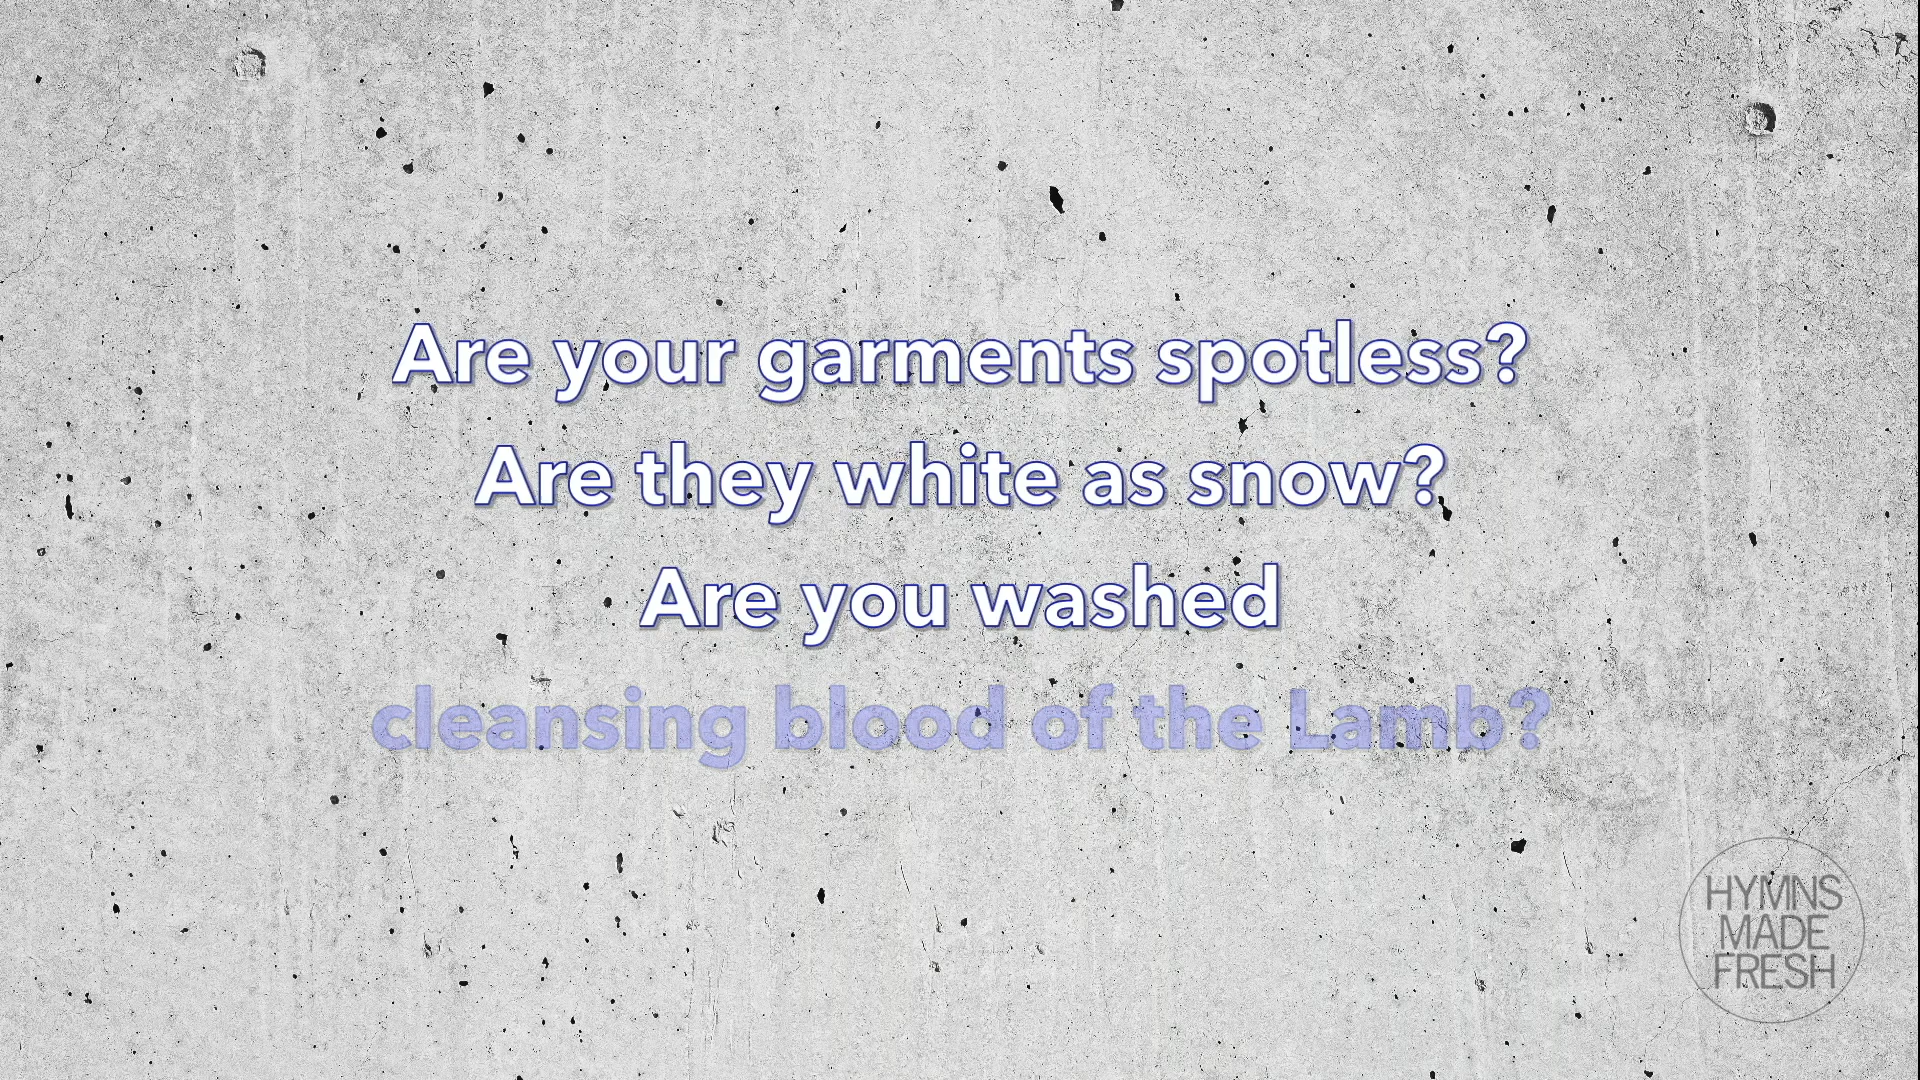 Are your garments spotless?
Are they white as snow?
Are you washed
cleansing blood of the Lamb?
HYMNS
MADE
FRESH